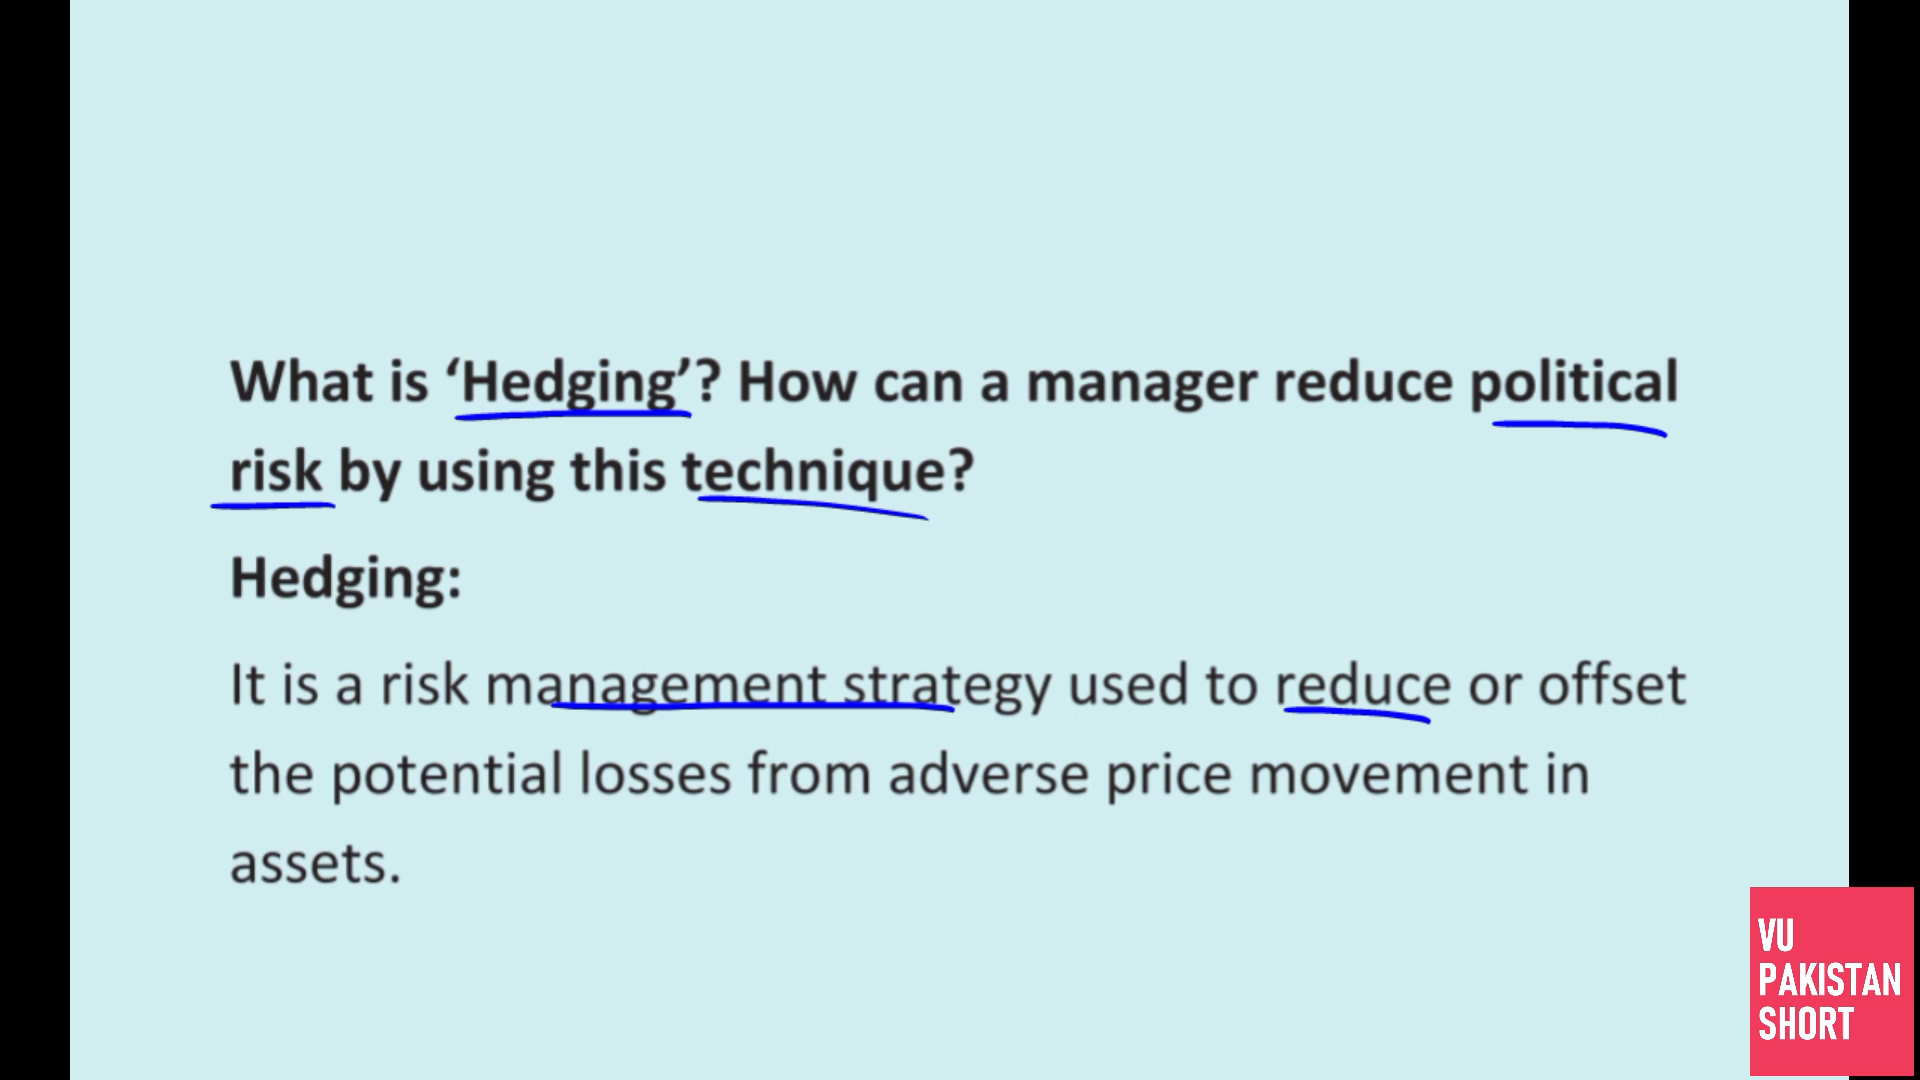 What is ‘Hedging’? How can a manager reduce political
risk by using this technique?
Hedging:
It is a risk management strategy used to reduce or offset
the potential losses from adverse price movement in
assets.
VU
PAKISTAN
SHORT